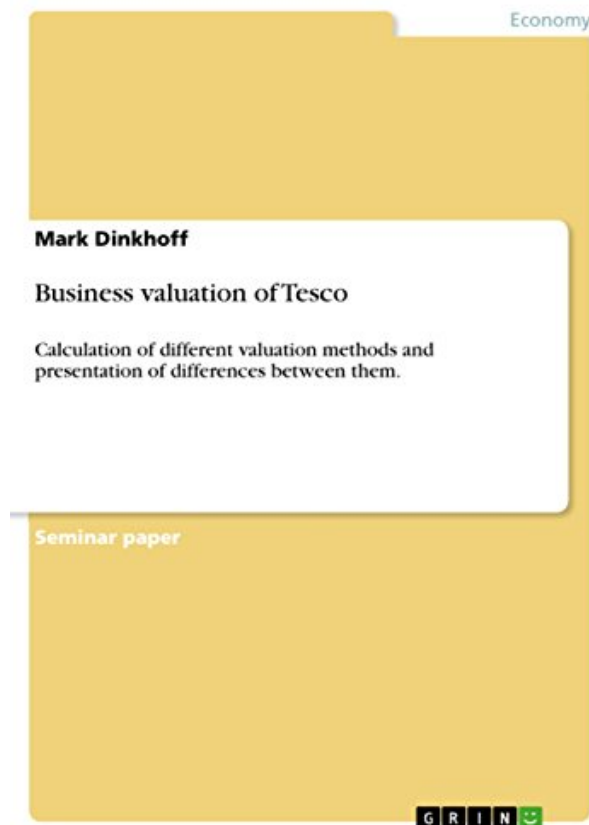 Economy
Mark Dinkhoff
Business valuation of Tesco
Calculation of different valuation methods and
presentation of differences between them.
Seminar paper
GRIN